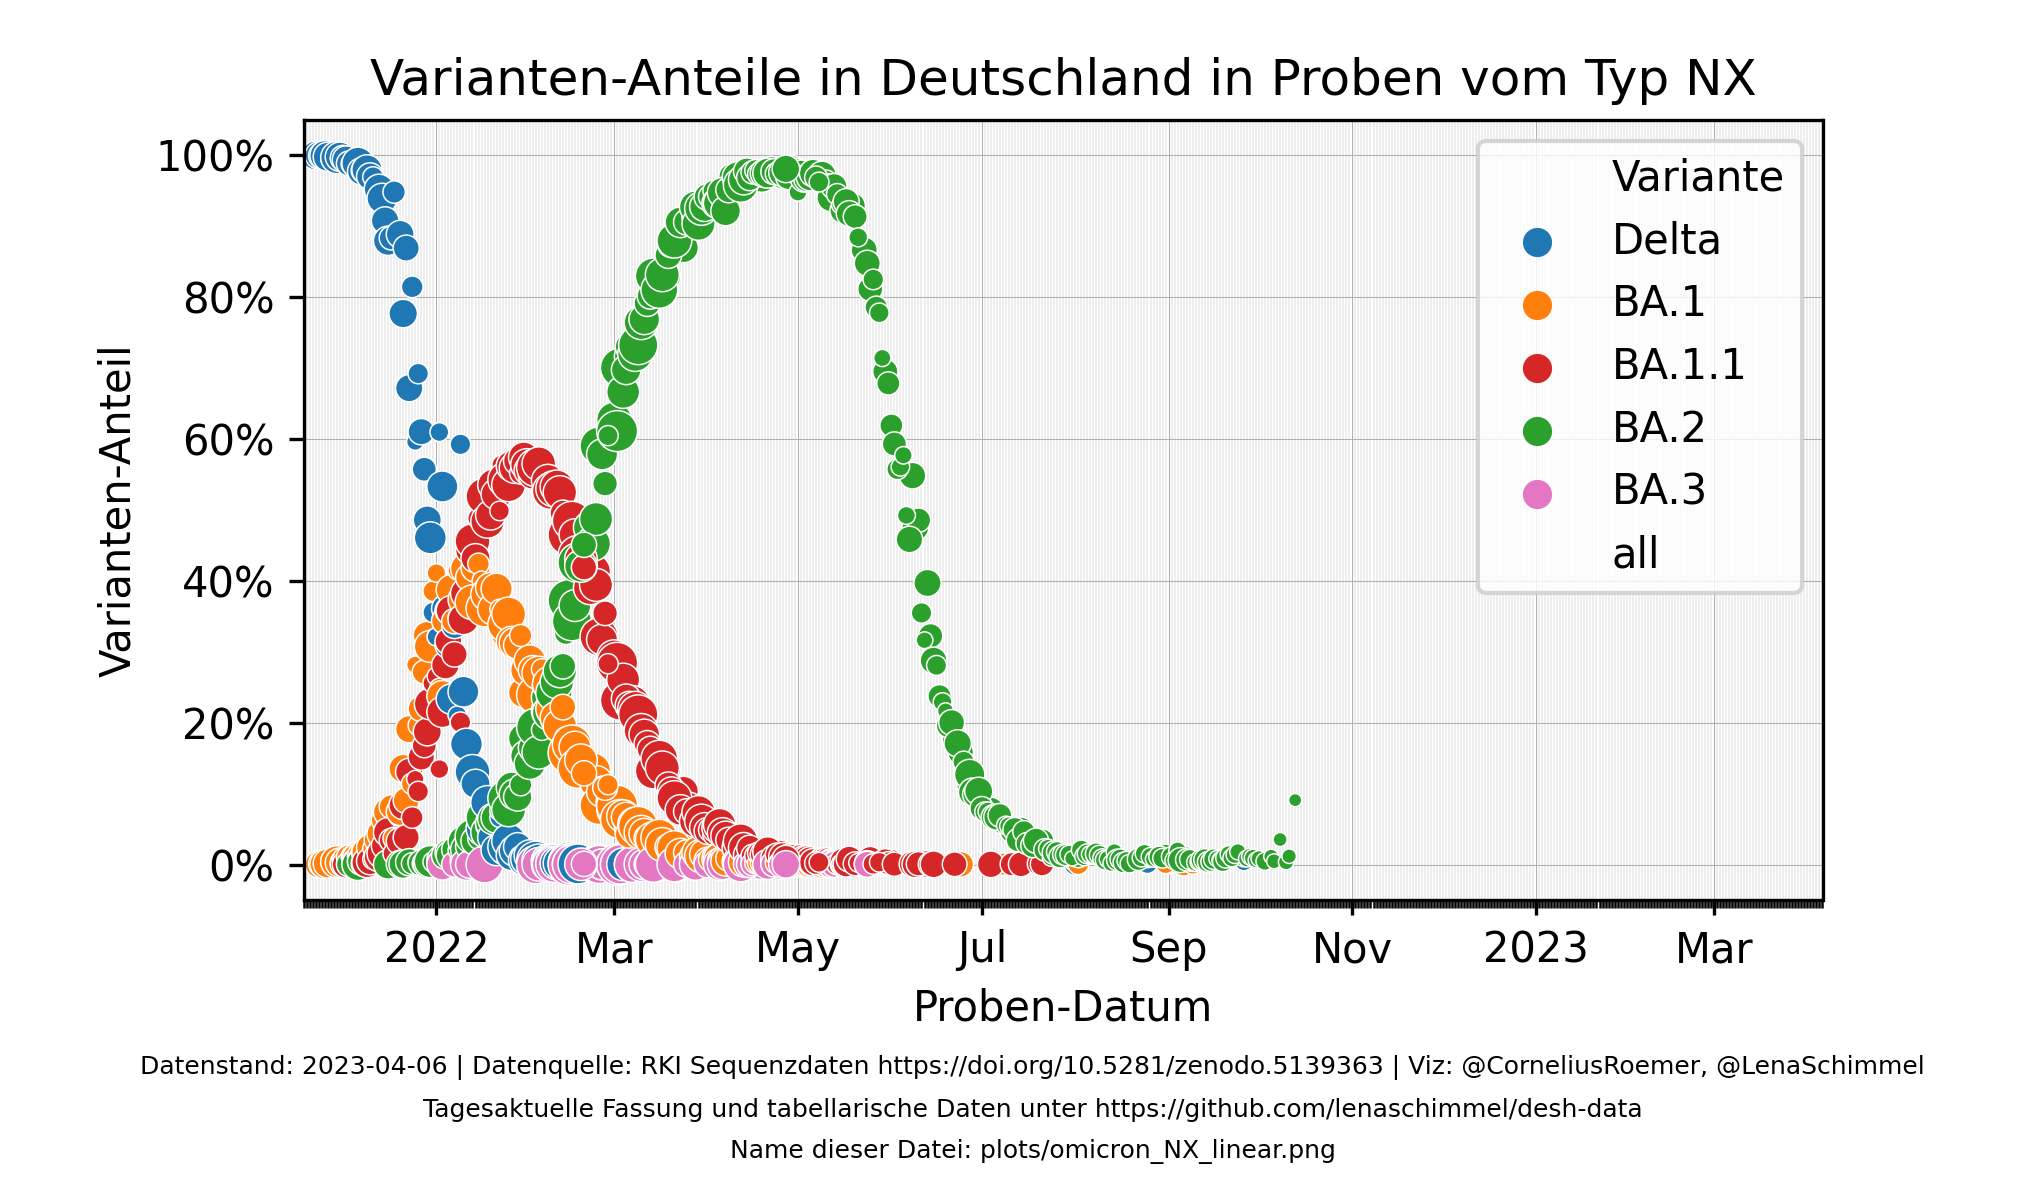 Varianten-Anteile in Deutschland in Proben vom Typ NX
Varianten-Anteil
100%
80%
60%
40%
20%
0%
Variante
Delta
BA.1
BA.1.1
BA.2
BA.3
all
2022
Mar
May
Jul
Sep
Nov
2023
Mar
Proben-Datum
Datenstand: 2023-04-06 | Datenquelle: RKI Sequenzdaten https://doi.org/10.5281/zenodo.5139363 | Viz: @CorneliusRoemer, @LenaSchimmel
Tagesaktuelle Fassung und tabellarische Daten unter https://github.com/lenaschimmel/desh-data
Name dieser Datei: plots/omicron_NX_linear.png